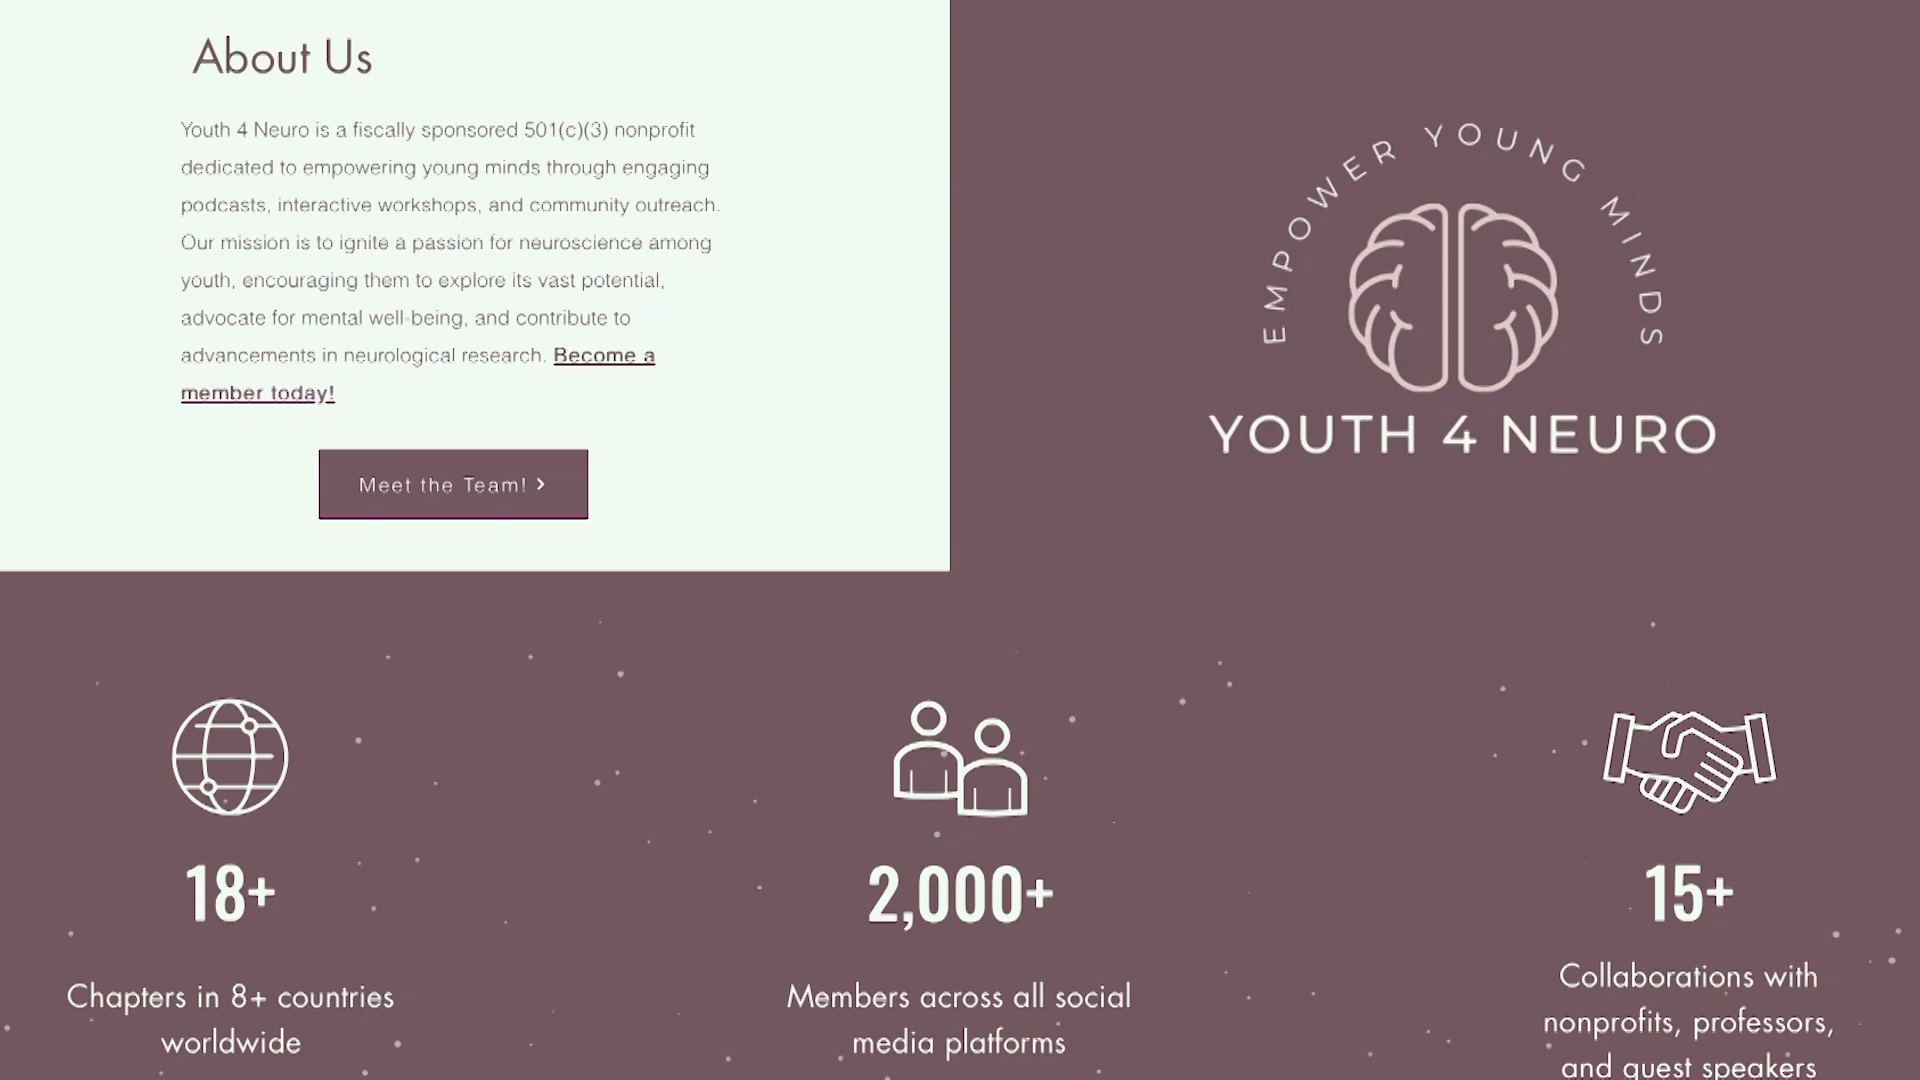 About Us
Youth 4 Neuro is a fiscally sponsored 501(c)(3) nonprofit
dedicated to empowering young minds through engaging
podcasts, interactive workshops, and community outreach.
Our mission is to ignite a passion for neuroscience among
youth, encouraging them to explore its vast potential,
advocate for mental well-being, and contribute to
advancements in neurological research. Become a
member today!
Meet the Team! >
EMPOWER YOUNG MINDS
YOUTH 4 NEURO
18+
Chapters in 8+ countries
worldwide
2,000+
Members across all social
media platforms
15+
Collaborations with
nonprofits, professors,
and guest speakers